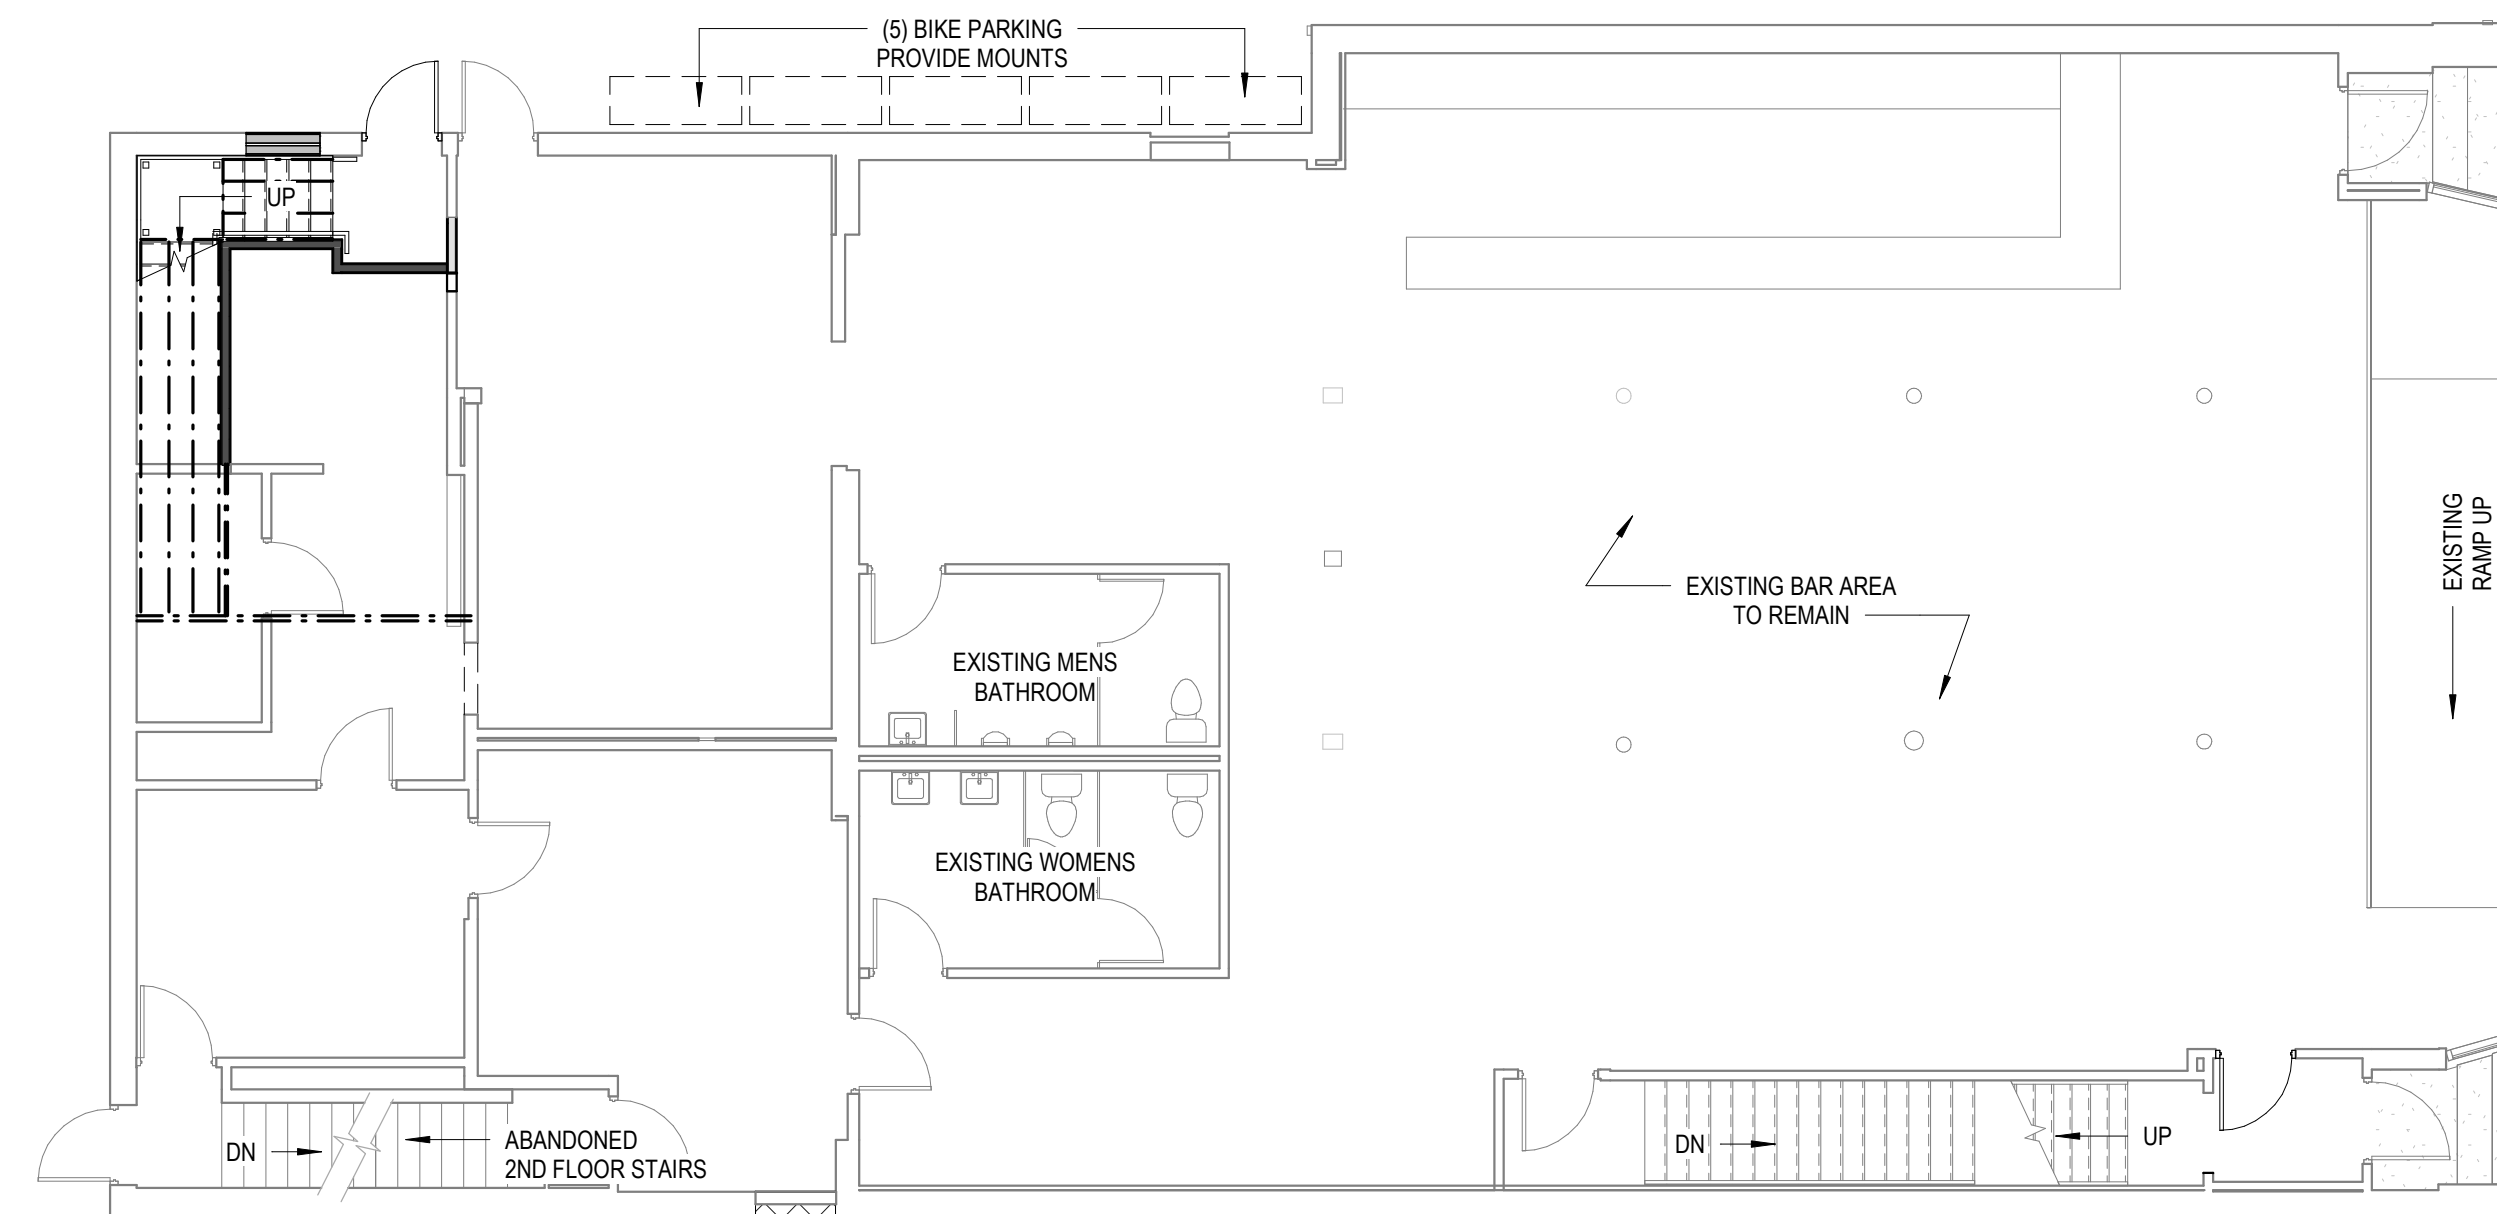 (5) BIKE PARKING
PROVIDE MOUNTS
UP
EXISTING
RAMP UP
EXISTING BAR AREA
TO REMAIN
EXISTING MENS
BATHROOM
EXISTING WOMENS
BATHROOM
DN
ABANDONED
2ND FLOOR STAIRS
DN
UP